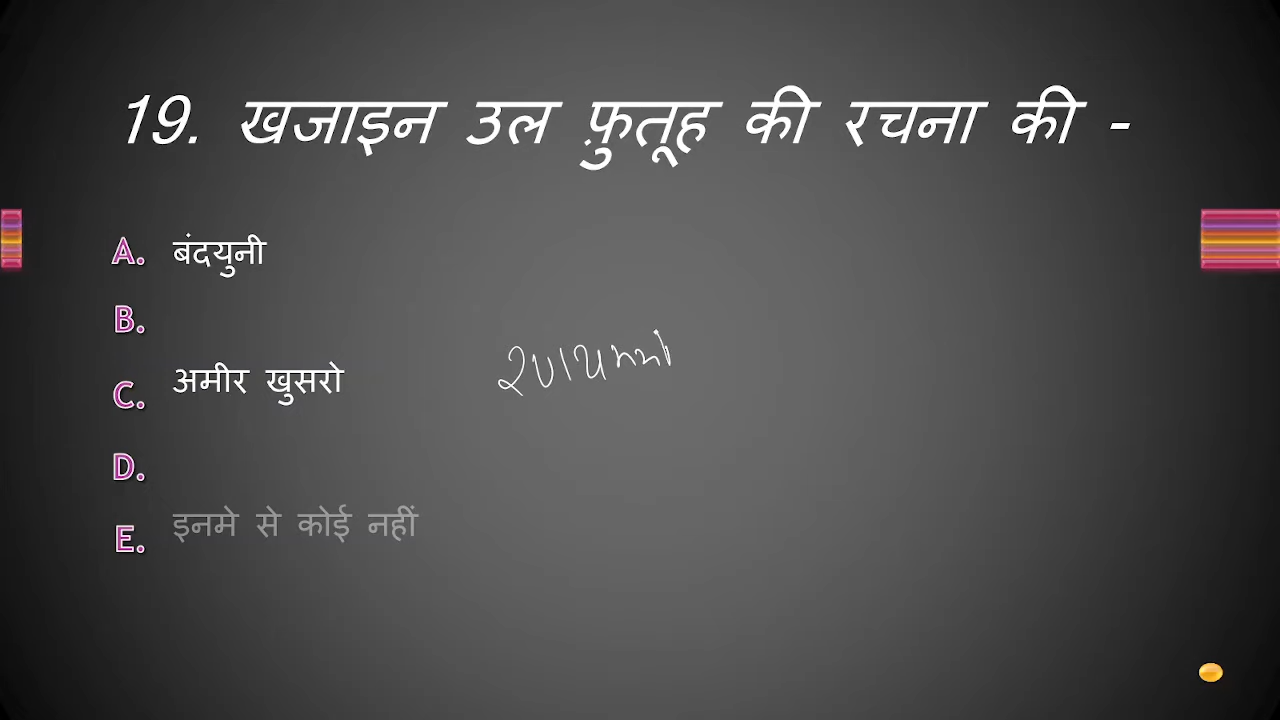 19. खजाइन उल फ़ुतूह की रचना की -
A. बंदयुनी
B.
C. अमीर खुसरो
D.
E. इनमे से कोई नहीं